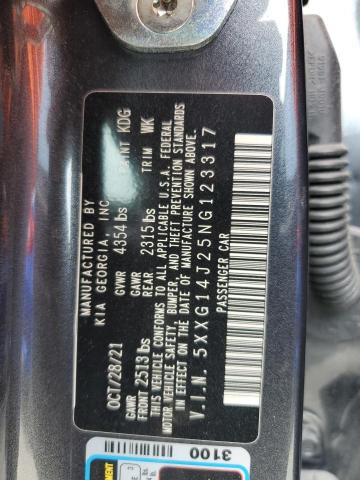 MANUFACTURED BY
KIA GEORGIA, INC
OCT/28/21 GVWR 4354 lbs PAINT KDG
GAWR GAWR
FRONT 2513 lbs REAR 2315 lbs TRIM WK
THIS VEHICLE CONFORMS TO ALL APPLICABLE U.S.A. FEDERAL
MOTOR VEHICLE SAFETY, BUMPER, AND THEFT PREVENTION STANDARDS
IN EFFECT ON THE DATE OF MANUFACTURE SHOWN ABOVE.
V.I.N. 5XXG14J25NG123317
PASSENGER CAR
3100